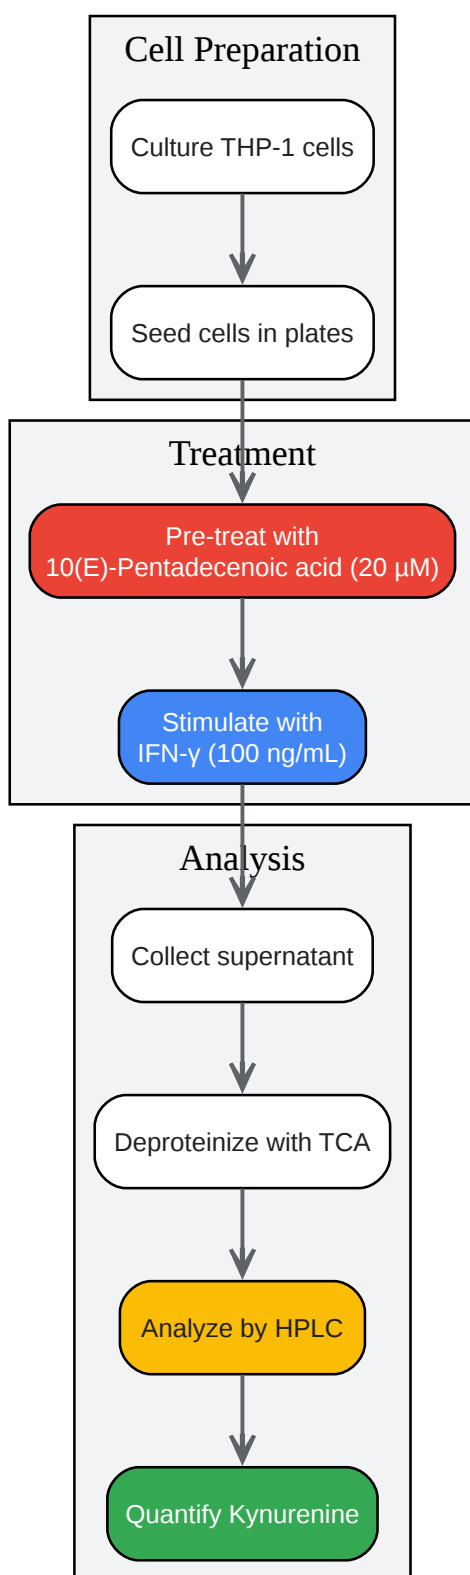 Cell Preparation
Culture THP-1 cells
Seed cells in plates
Treatment
Pre-treat with
10(E)-Pentadecenoic acid (20 µM)
Stimulate with
IFN-γ (100 ng/mL)
Analysis
Collect supernatant
Deproteinize with TCA
Analyze by HPLC
Quantify Kynurenine